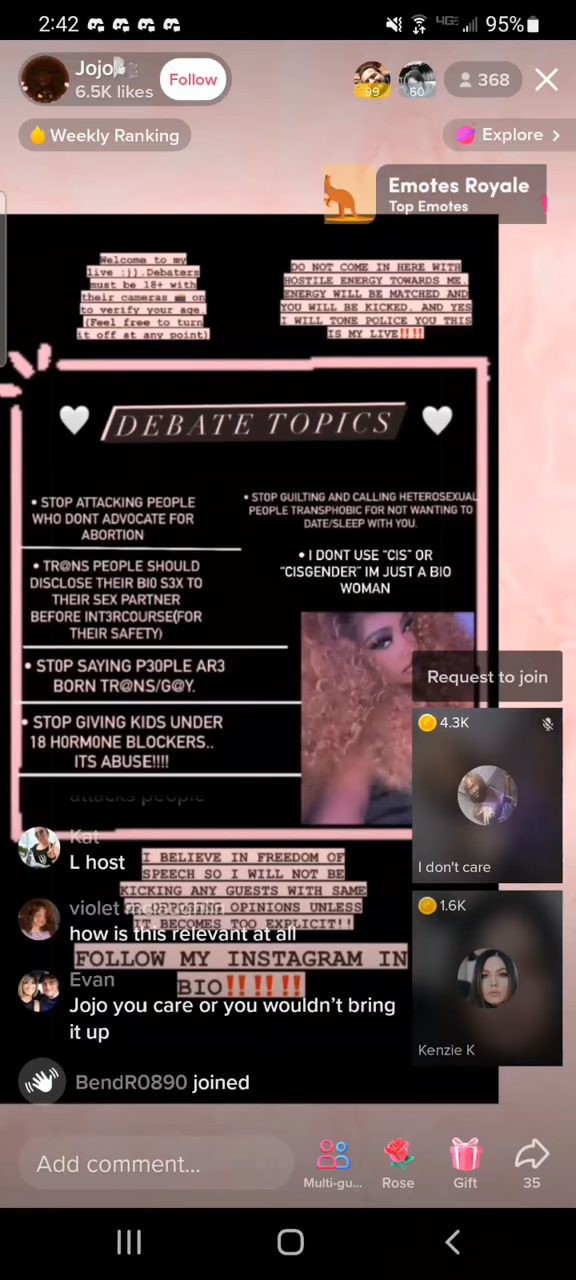 2:42
4GE
95%
Jojo
6.5K likes
Follow
99
60
368
Weekly Ranking
Explore >
Emotes Royale
Top Emotes
Welcome to my
live :)).Debaters
must be 18+ with
their cameras 📷 on
to verify your age.
(Feel free to turn
it off at any point)
DO NOT COME IN HERE WITH
HOSTILE ENERGY TOWARDS ME.
ENERGY WILL BE MATCHED AND
YOU WILL BE KICKED. AND YES
I WILL TONE POLICE YOU THIS
IS MY LIVE‼️‼️
DEBATE TOPICS
• STOP ATTACKING PEOPLE
WHO DONT ADVOCATE FOR
ABORTION
• TR@NS PEOPLE SHOULD
DISCLOSE THEIR BIO S3X TO
THEIR SEX PARTNER
BEFORE INT3RCOURSE(FOR
THEIR SAFETY)
• ST0P SAYING P30PLE AR3
BORN TR@NS/G@Y.
• STOP GIVING KIDS UNDER
18 H0RM0NE BLOCKERS..
ITS ABUSE!!!!
• STOP GUILTING AND CALLING HETEROSEXUAL
PEOPLE TRANSPHOBIC FOR NOT WANTING TO
DATE/SLEEP WITH YOU.
• I DONT USE "CIS" OR
"CISGENDER" IM JUST A BIO
WOMAN
Request to join
4.3K
I don't care
1.6K
Kenzie K
attacks people
Kat
L host
I BELIEVE IN FREEDOM OF
SPEECH SO I WILL NOT BE
KICKING ANY GUESTS WITH SAME
OR OPPOSING OPINIONS UNLESS
IT BECOMES TOO EXPLICIT!!
violet mclaughlin
how is this relevant at all
FOLLOW MY INSTAGRAM IN
BIO‼️‼️‼️
Evan
Jojo you care or you wouldn't bring
it up
BendR0890 joined
Add comment...
Multi-gu...
Rose
Gift
35